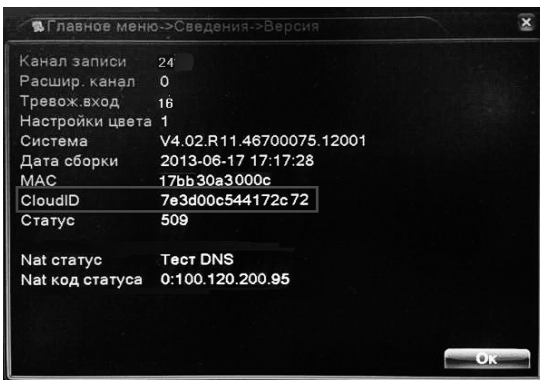 Главное меню->Сведения->Версия
Канал записи 24
Расшир. канал 0
Тревож.вход 16
Настройки цвета 1
Система V4.02.R11.46700075.12001
Дата сборки 2013-06-17 17:17:28
MAC 17bb30a3000c
CloudID 7e3d00c544172c72
Статус 509
Nat статус Тест DNS
Nat код статуса 0:100.120.200.95
Ок